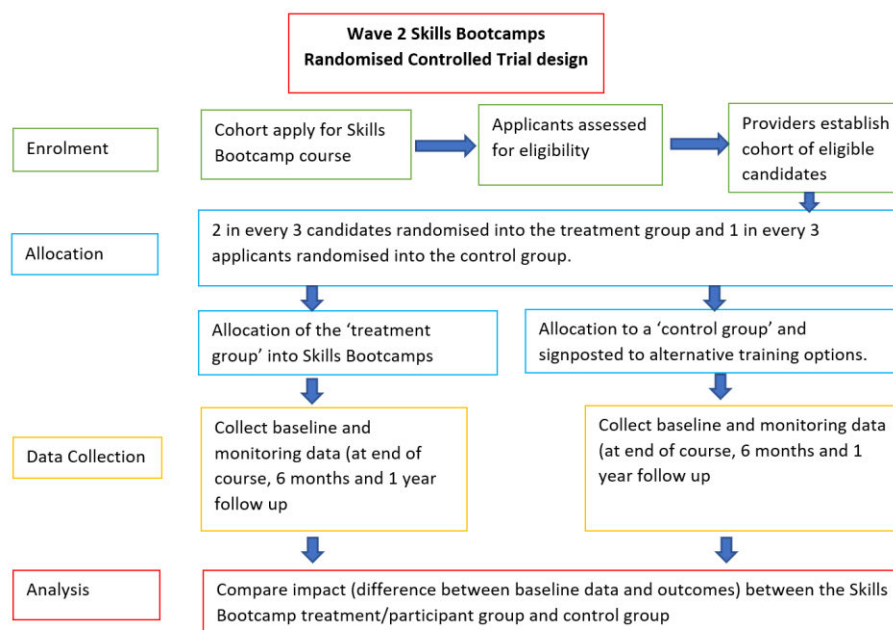 Wave 2 Skills Bootcamps
Randomised Controlled Trial design
Enrolment
Cohort apply for Skills
Bootcamp course
Applicants assessed
for eligibility
Providers establish
cohort of eligible
candidates
Allocation
2 in every 3 candidates randomised into the treatment group and 1 in every 3
applicants randomised into the control group.
Allocation of the ‘treatment
group’ into Skills Bootcamps
Allocation to a ‘control group’ and
signposted to alternative training options.
Data Collection
Collect baseline and
monitoring data (at end of
course, 6 months and 1 year
follow up
Collect baseline and monitoring data
(at end of course, 6 months and 1
year follow up
Analysis
Compare impact (difference between baseline data and outcomes) between the Skills
Bootcamp treatment/participant group and control group